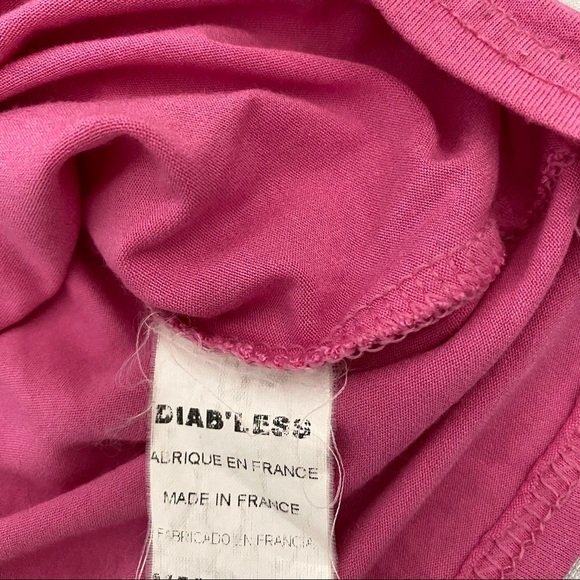 DIAB'LESS
ABRIQUE EN FRANCE
MADE IN FRANCE
FABRICADO EN FRANCIA